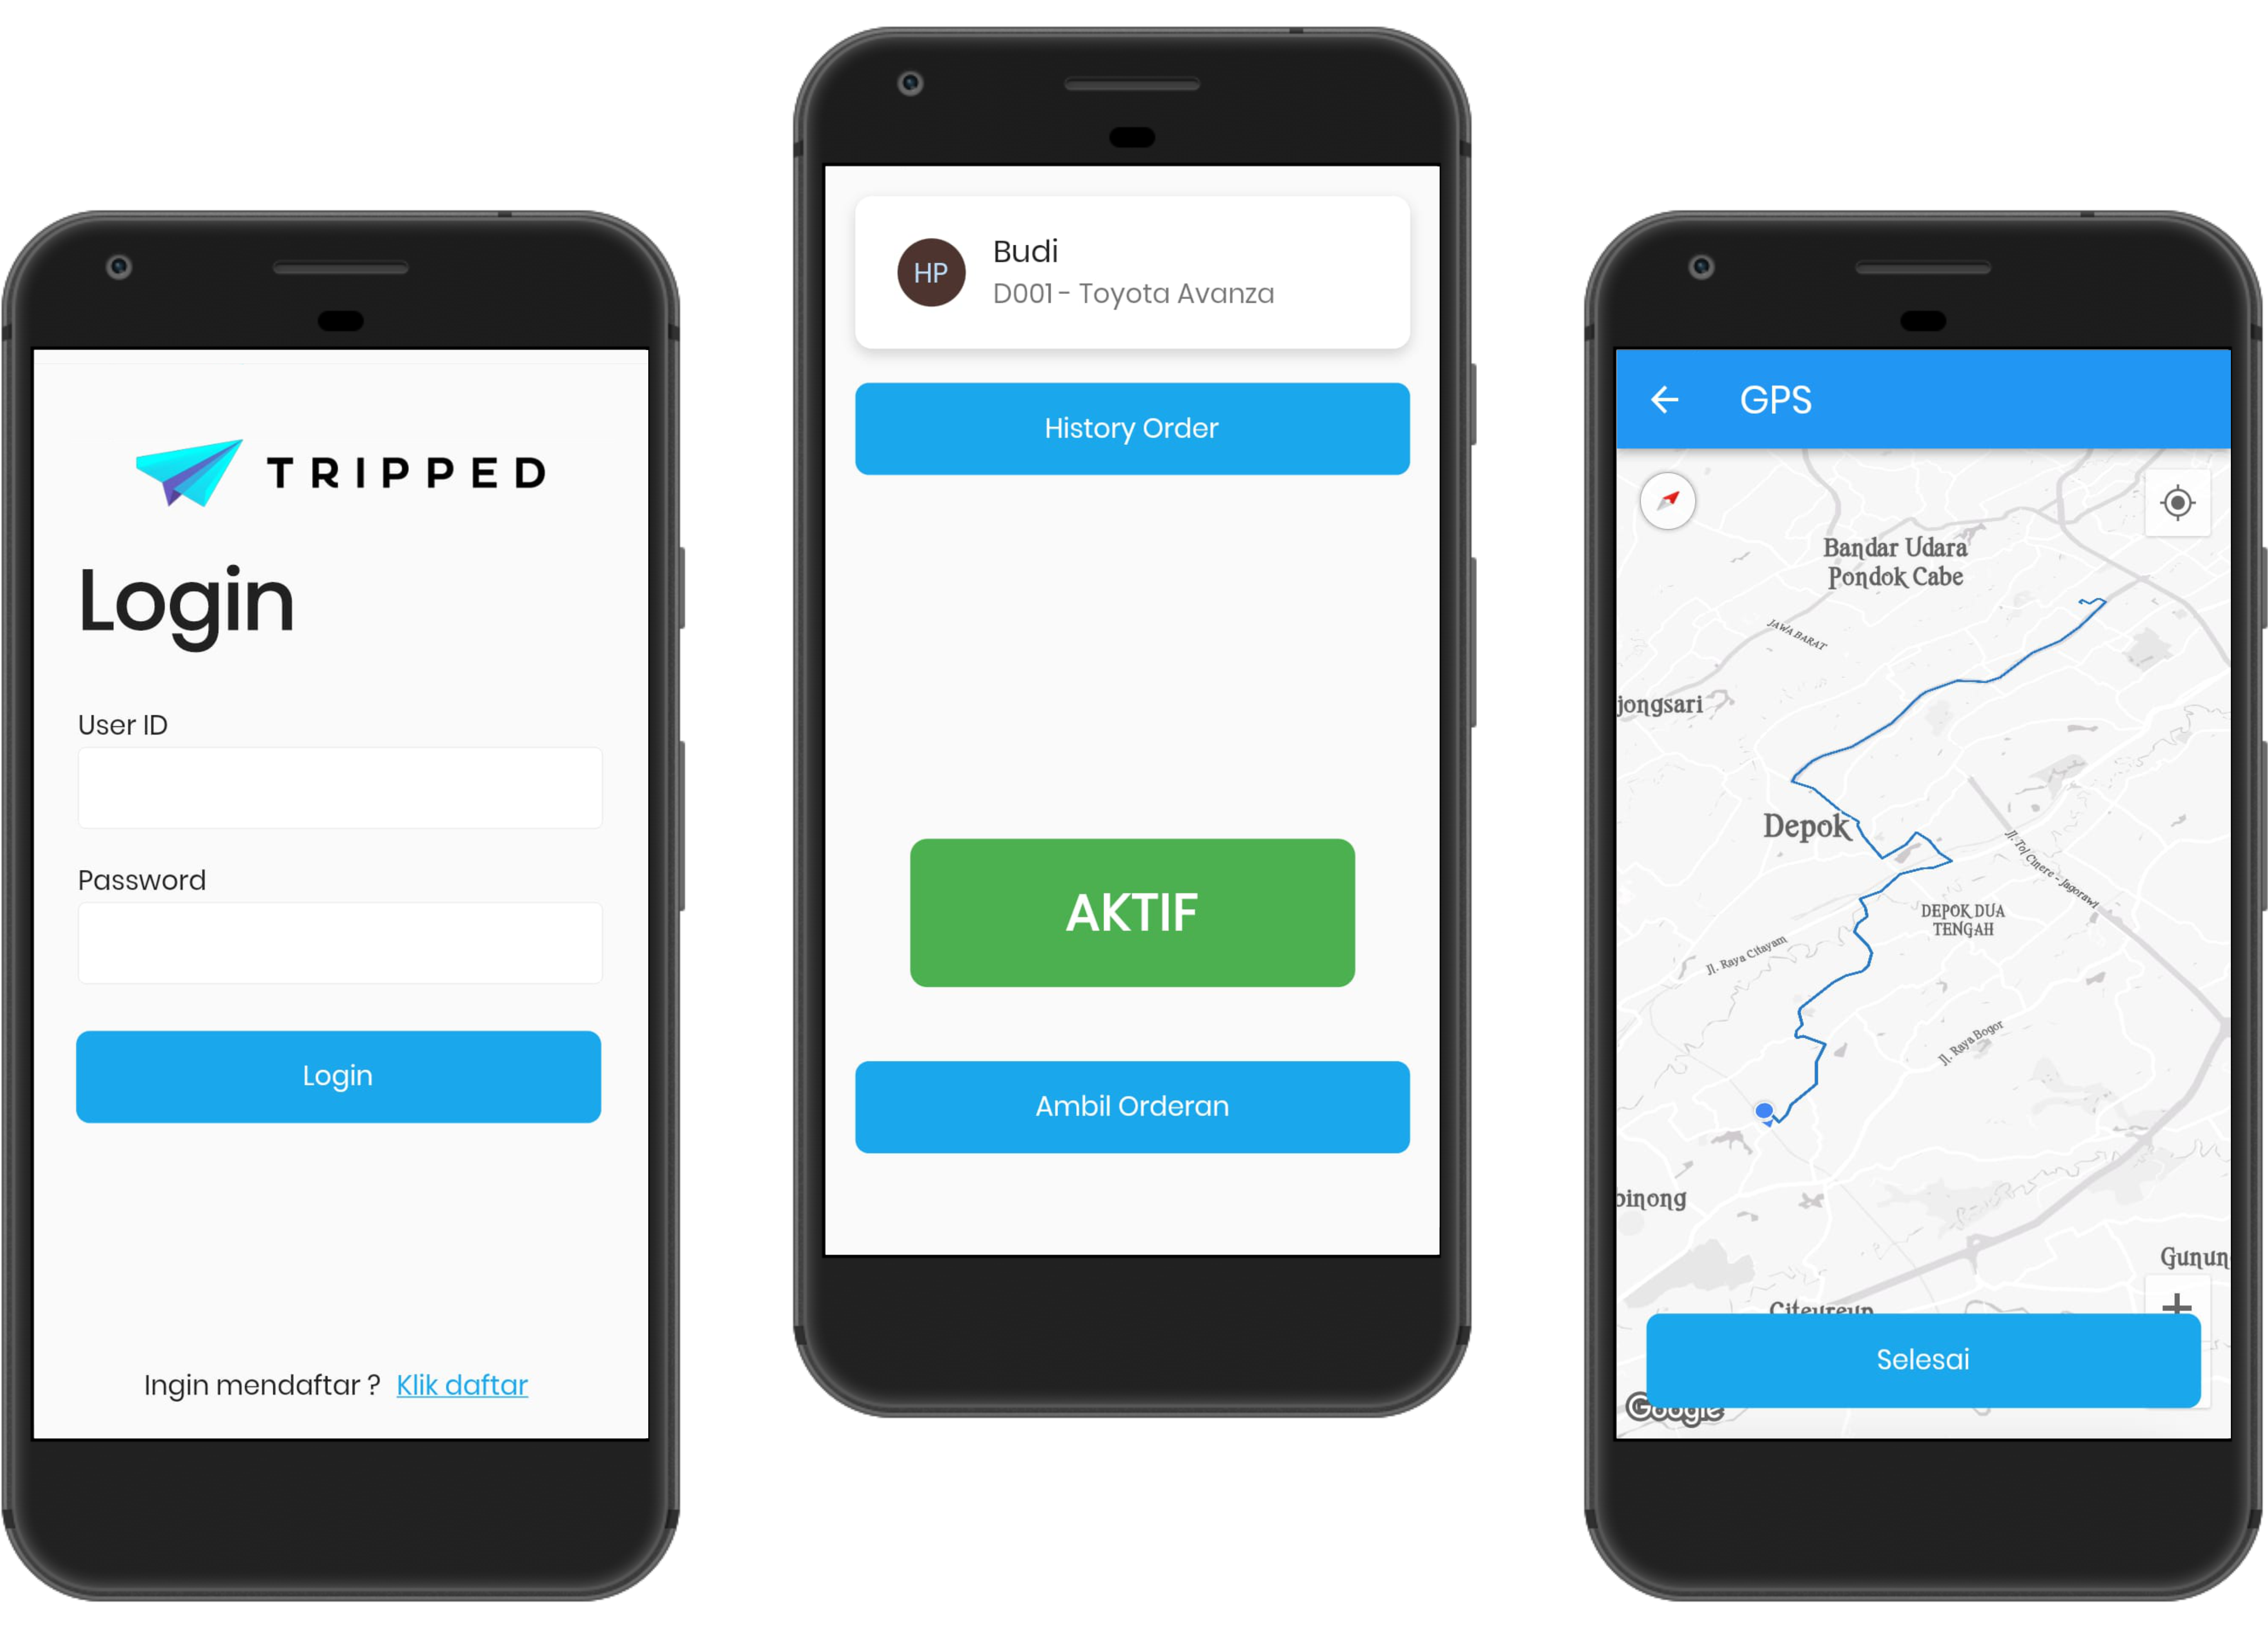 TRIPPED
Login
User ID
Password
Login
Ingin mendaftar ? Klik daftar
Budi
HP
D001 - Toyota Avanza
History Order
AKTIF
Ambil Orderan
GPS
Bandar Udara
Pondok Cabe
JAWA BARAT
jongsari
Depok
Jl. Tol Cinere - Jagorawi
DEPOK DUA
TENGAH
Jl. Raya Citayam
Jl. Raya Bogor
binong
Gunun
Citeureup
Selesai
Google